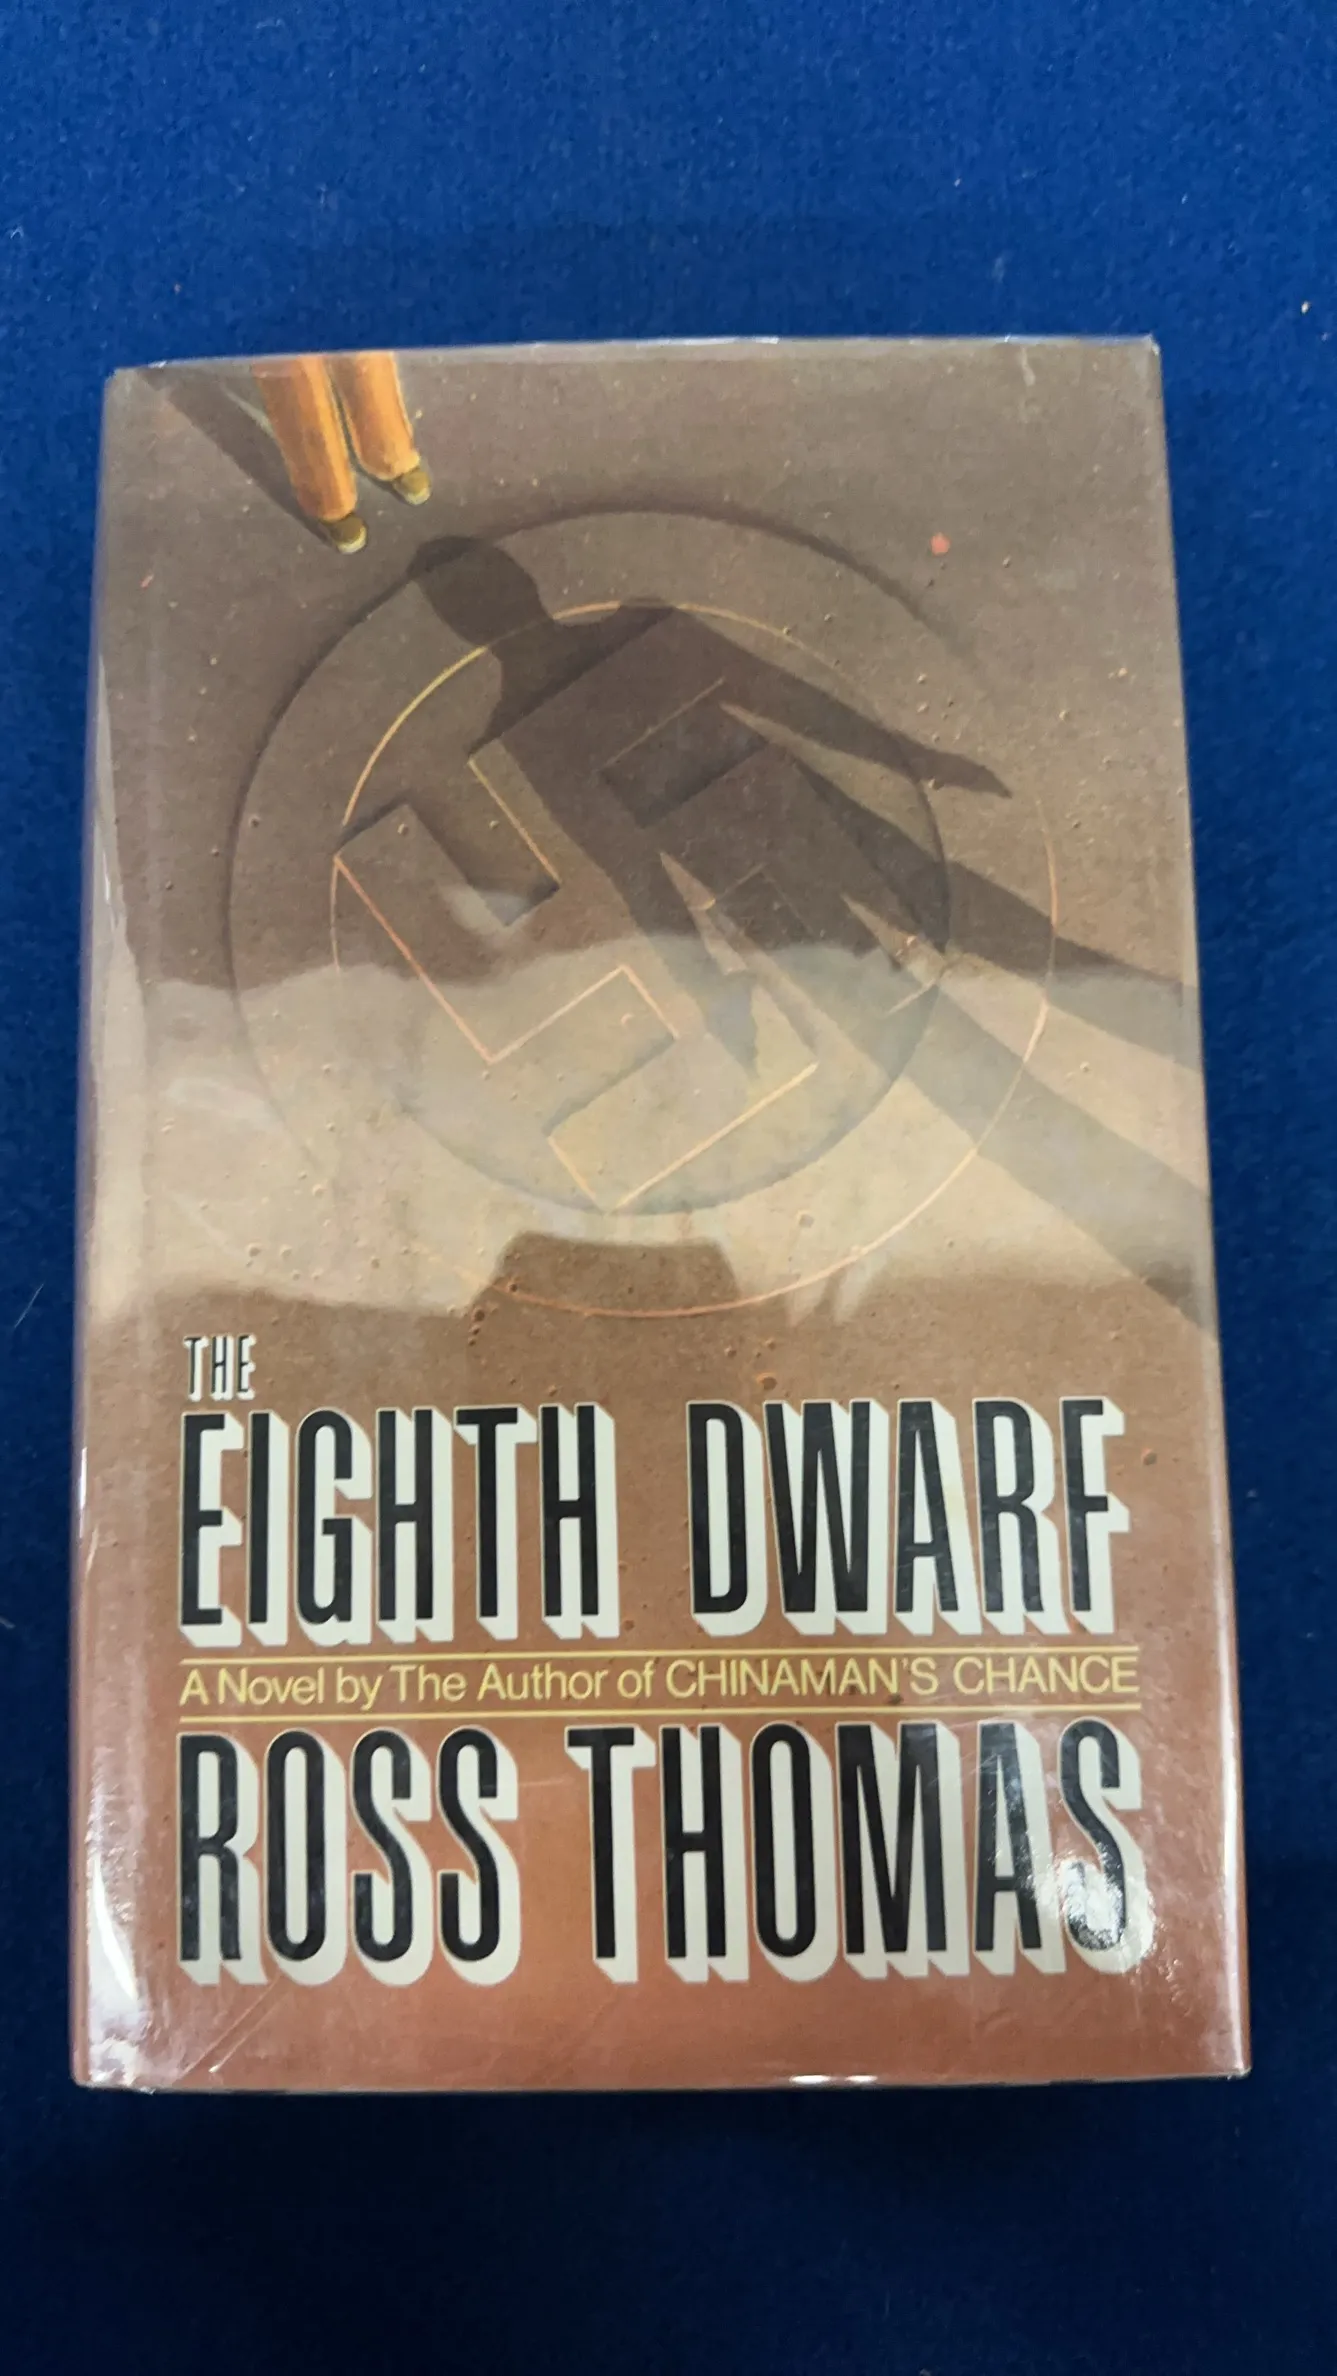 THE
EIGHTH DWARF
A Novel by The Author of CHINAMAN'S CHANCE
ROSS THOMAS